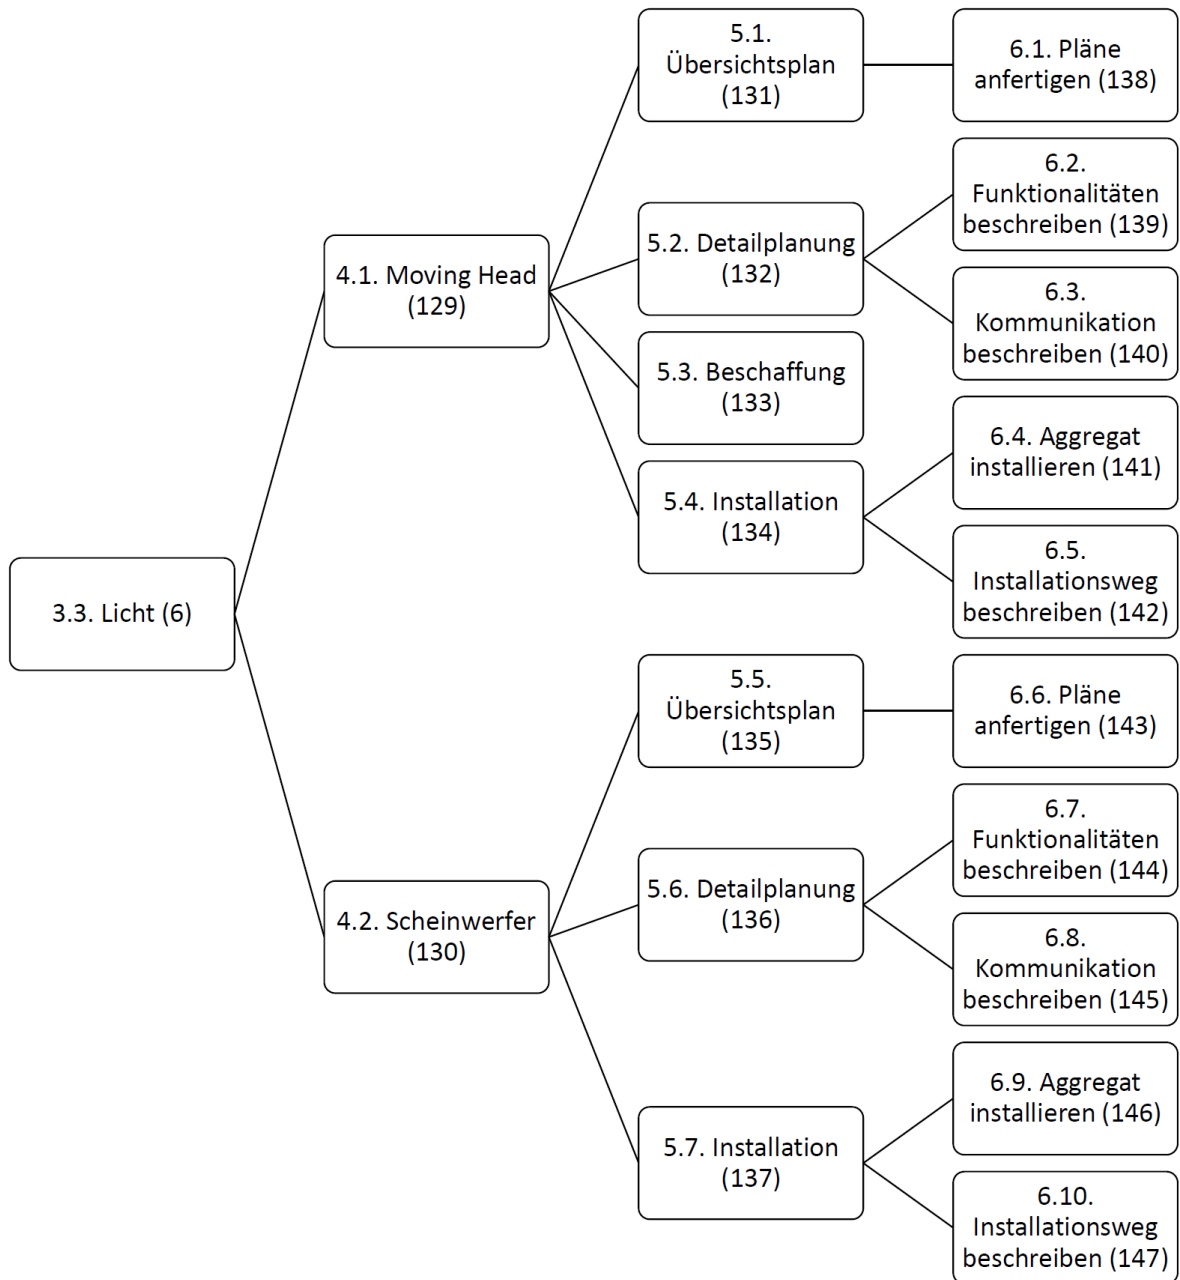 5.1.
Übersichtsplan
(131)
6.1. Pläne
anfertigen (138)
6.2.
Funktionalitäten
beschreiben (139)
5.2. Detailplanung
(132)
4.1. Moving Head
(129)
6.3.
Kommunikation
beschreiben (140)
5.3. Beschaffung
(133)
6.4. Aggregat
installieren (141)
5.4. Installation
(134)
6.5.
Installationsweg
beschreiben (142)
3.3. Licht (6)
5.5.
Übersichtsplan
(135)
6.6. Pläne
anfertigen (143)
6.7.
Funktionalitäten
beschreiben (144)
5.6. Detailplanung
(136)
4.2. Scheinwerfer
(130)
6.8.
Kommunikation
beschreiben (145)
6.9. Aggregat
installieren (146)
5.7. Installation
(137)
6.10.
Installationsweg
beschreiben (147)